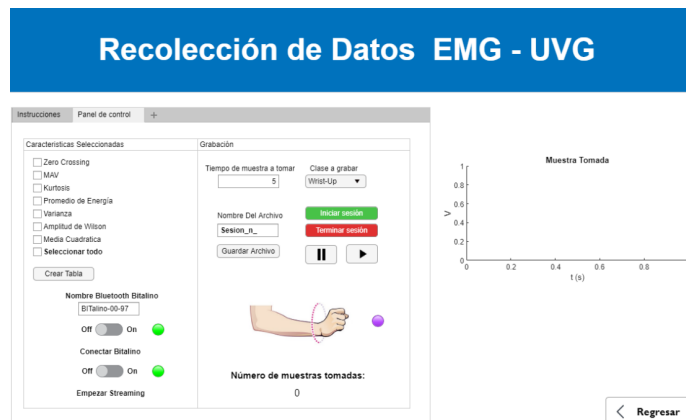 Recolección de Datos EMG - UVG
Instrucciones
Panel de control
+
Características Seleccionadas
Zero Crossing
MAV
Kurtosis
Promedio de Energía
Varianza
Amplitud de Wilson
Media Cuadratica
Seleccionar todo
Crear Tabla
Nombre Bluetooth Bitalino
BITalino-00-97
Off On
Conectar Bitalino
Off On
Empezar Streaming
Grabación
Tiempo de muestra a tomar
5
Clase a grabar
Wrist-Up
Nombre Del Archivo
Sesion_n_
Guardar Archivo
Iniciar sesión
Terminar sesión
Número de muestras tomadas:
0
Muestra Tomada
1
0.8
0.6
V
0.4
0.2
0
0 0.2 0.4 0.6 0.8
t (s)
Regresar